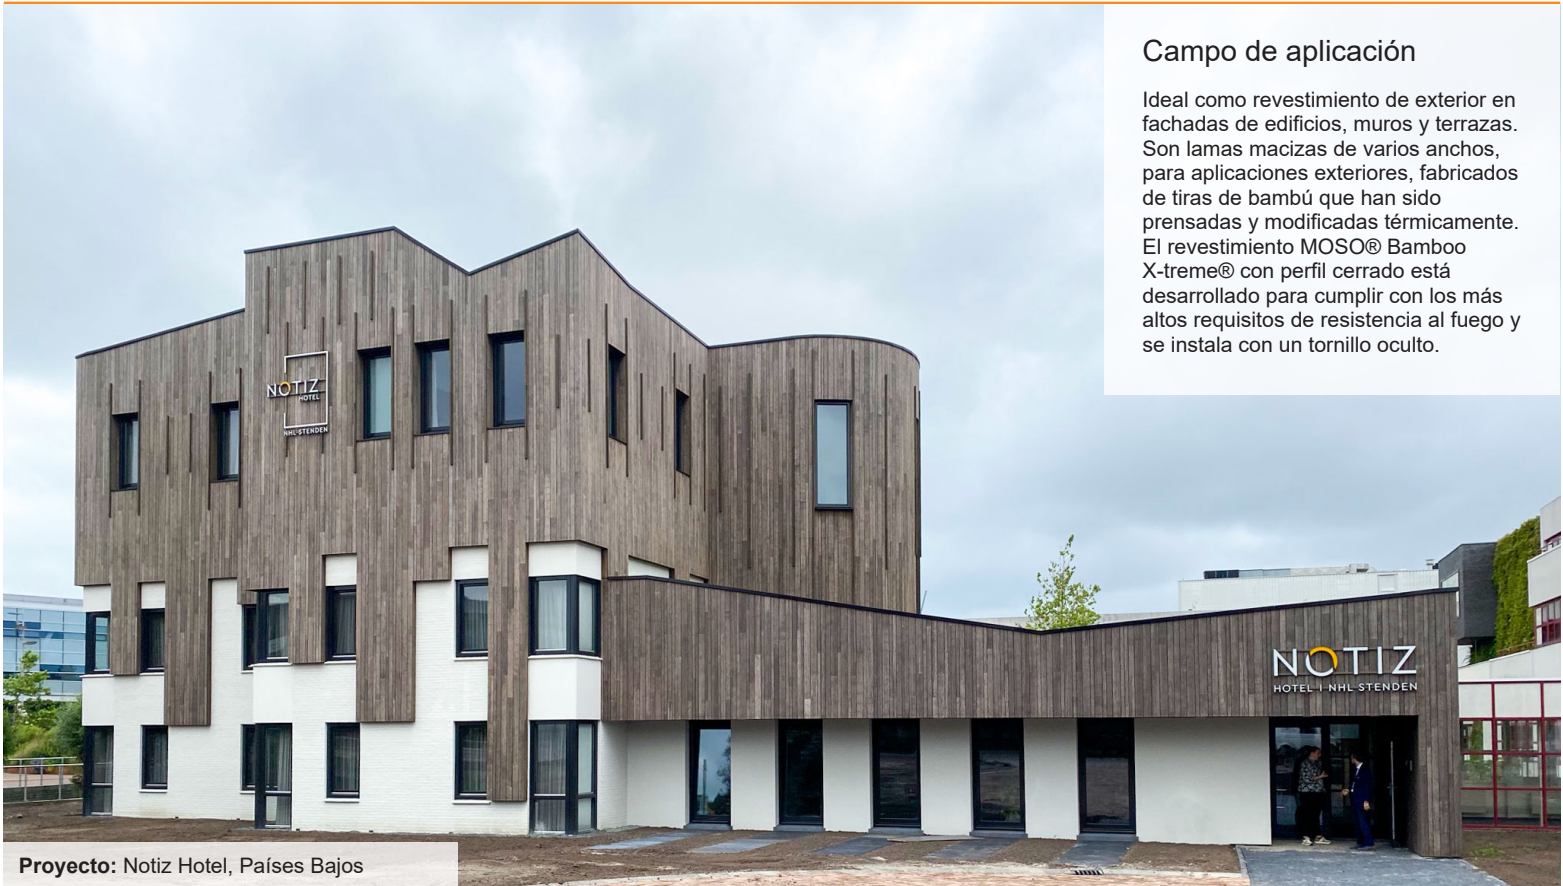 Campo de aplicación
Ideal como revestimiento de exterior en
fachadas de edificios, muros y terrazas.
Son lamas macizas de varios anchos,
para aplicaciones exteriores, fabricados
de tiras de bambú que han sido
prensadas y modificadas térmicamente.
El revestimiento MOSO® Bamboo
X-treme® con perfil cerrado está
desarrollado para cumplir con los más
altos requisitos de resistencia al fuego y
se instala con un tornillo oculto.
NOTIZ
HOTEL
NHL STENDEN
NOTIZ
HOTEL | NHL STENDEN
Proyecto: Notiz Hotel, Países Bajos